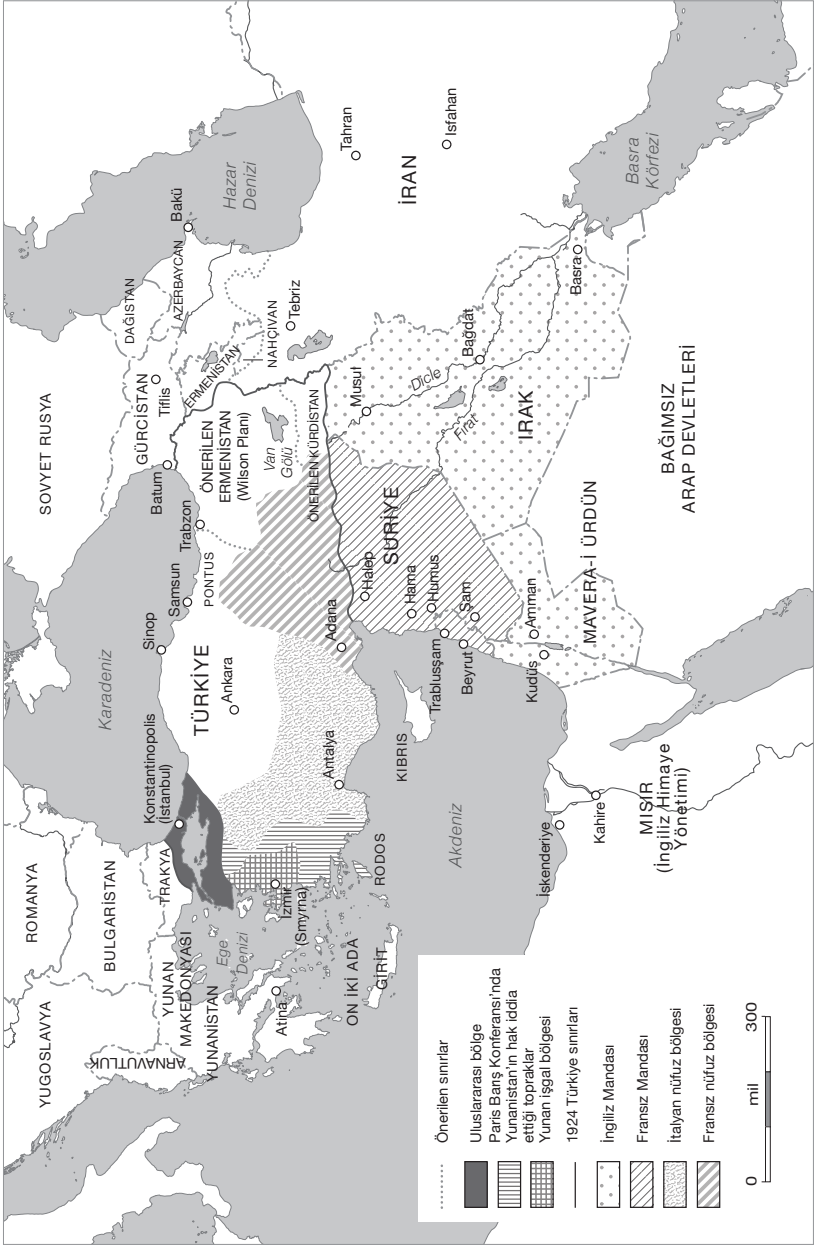 YUGOSLAVYA
ROMANYA
BULGARİSTAN
ARNAVUTLUK
YUNAN
MAKEDONYASI
YUNANİSTAN
TRAKYA
Atina
Ege
Denizi
ON İKİ ADA
GİRİT
RODOS
İzmir
(Smyrna)
Konstantinopolis
(İstanbul)
Karadeniz
SOVYET RUSYA
Sinop
Samsun
PONTUS
Trabzon
Batum
GÜRCİSTAN
Tiflis
DAĞISTAN
AZERBAYCAN
Bakü
Hazar
Denizi
ERMENİSTAN
NAHÇIVAN
Tebriz
Tahran
Isfahan
İRAN
TÜRKİYE
Ankara
Antalya
Adana
ÖNERİLEN
ERMENİSTAN
(Wilson Planı)
Van
Gölü
ÖNERİLEN KÜRDİSTAN
Musul
Dicle
Fırat
Bağdat
Basra
Basra
Körfezi
IRAK
SURİYE
Halep
Hama
Humus
Şam
Trablusşam
Beyrut
KIBRIS
Akdeniz
Kudüs
Amman
MAVERA-İ ÜRDÜN
BAĞIMSIZ
ARAP DEVLETLERİ
İskenderiye
Kahire
MISIR
(İngiliz Himaye
Yönetimi)
Önerilen sınırlar
Uluslararası bölge
Paris Barış Konferansı'nda
Yunanistan'ın hak iddia
ettiği topraklar
Yunan işgal bölgesi
1924 Türkiye sınırları
İngiliz Mandası
Fransız Mandası
İtalyan nüfuz bölgesi
Fransız nüfuz bölgesi
0
mil
300